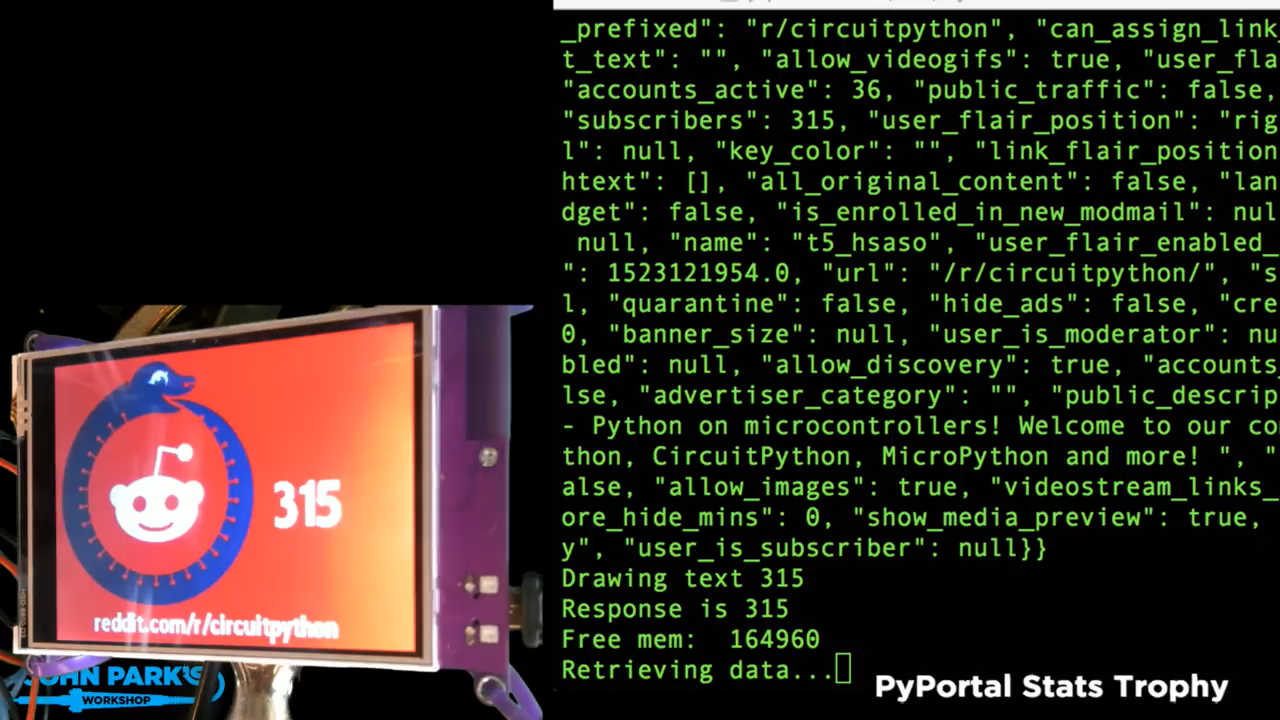 _prefixed": "r/circuitpython", "can_assign_link
t_text": "", "allow_videogifs": true, "user_fla
"accounts_active": 36, "public_traffic": false,
"subscribers": 315, "user_flair_position": "rig
l": null, "key_color": "", "link_flair_position
htext": [], "all_original_content": false, "lan
dget": false, "is_enrolled_in_new_modmail": nul
null, "name": "t5_hsaso", "user_flair_enabled_
": 1523121954.0, "url": "/r/circuitpython/", "s
l, "quarantine": false, "hide_ads": false, "cre
0, "banner_size": null, "user_is_moderator": nu
bled": null, "allow_discovery": true, "accounts
lse, "advertiser_category": "", "public_descrip
- Python on microcontrollers! Welcome to our co
thon, CircuitPython, MicroPython and more! ", "
alse, "allow_images": true, "videostream_links_
ore_hide_mins": 0, "show_media_preview": true,
y", "user_is_subscriber": null}}
Drawing text 315
Response is 315
Free mem: 164960
Retrieving data...
315
reddit.com/r/circuitpython
JOHN PARK'S
WORKSHOP
PyPortal Stats Trophy